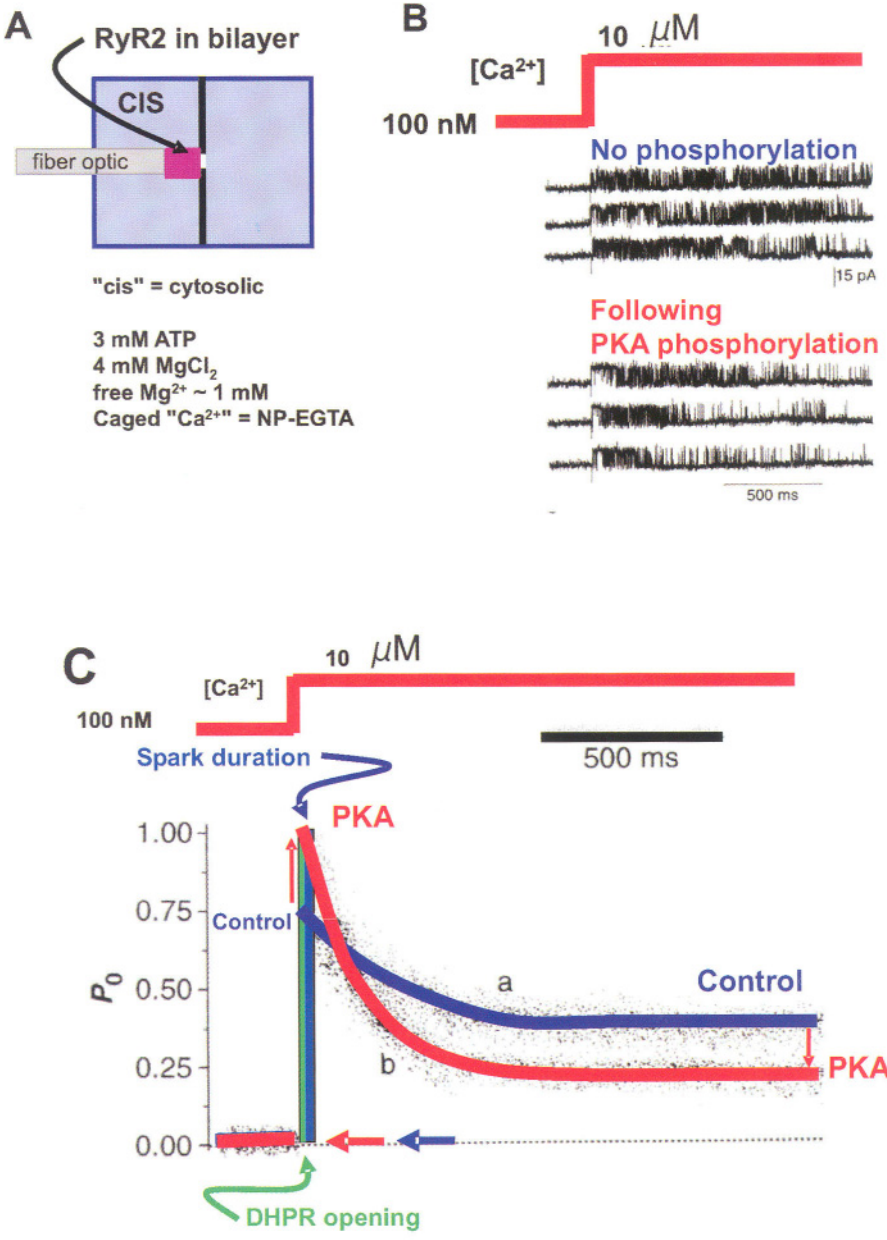 A
RyR2 in bilayer
CIS
fiber optic
"cis" = cytosolic
3 mM ATP
4 mM MgCl₂
free Mg²⁺ ~ 1 mM
Caged "Ca²⁺" = NP-EGTA
B
10 µM
[Ca²⁺]
100 nM
No phosphorylation
15 pA
Following
PKA phosphorylation
500 ms
C
10 µM
[Ca²⁺]
100 nM
500 ms
Spark duration
PKA
1.00
0.75
Control
P₀
0.50
a
Control
0.25
b
PKA
0.00
DHPR opening